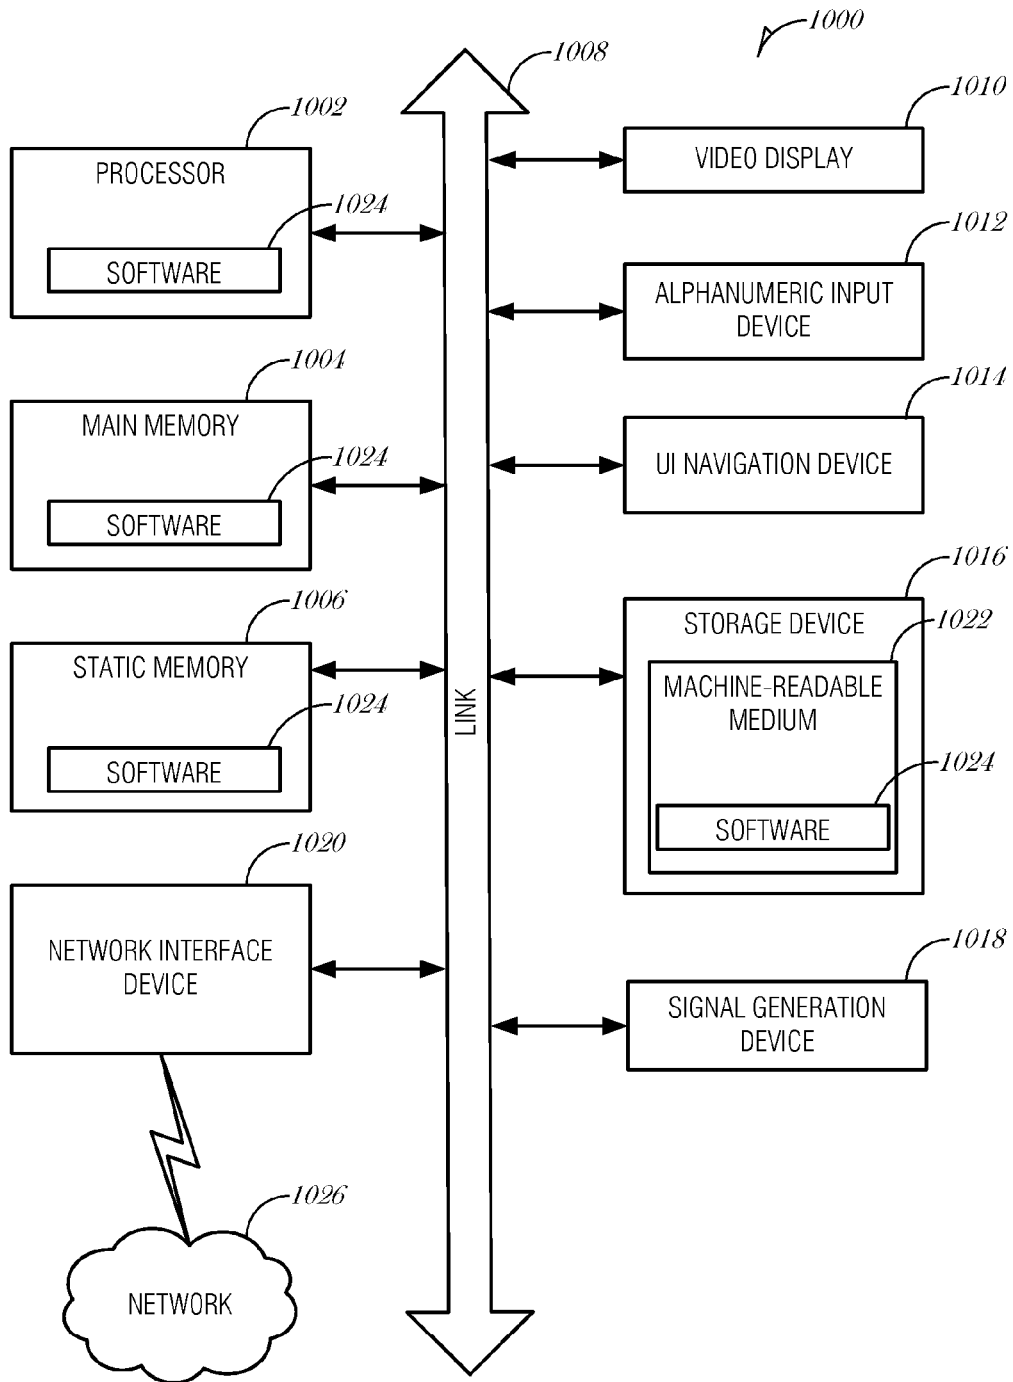 1000
1008
1002
PROCESSOR
1024
SOFTWARE
1004
MAIN MEMORY
1024
SOFTWARE
1006
STATIC MEMORY
1024
SOFTWARE
1020
NETWORK INTERFACE
DEVICE
1026
NETWORK
LINK
1010
VIDEO DISPLAY
1012
ALPHANUMERIC INPUT
DEVICE
1014
UI NAVIGATION DEVICE
1016
STORAGE DEVICE
1022
MACHINE-READABLE
MEDIUM
1024
SOFTWARE
1018
SIGNAL GENERATION
DEVICE